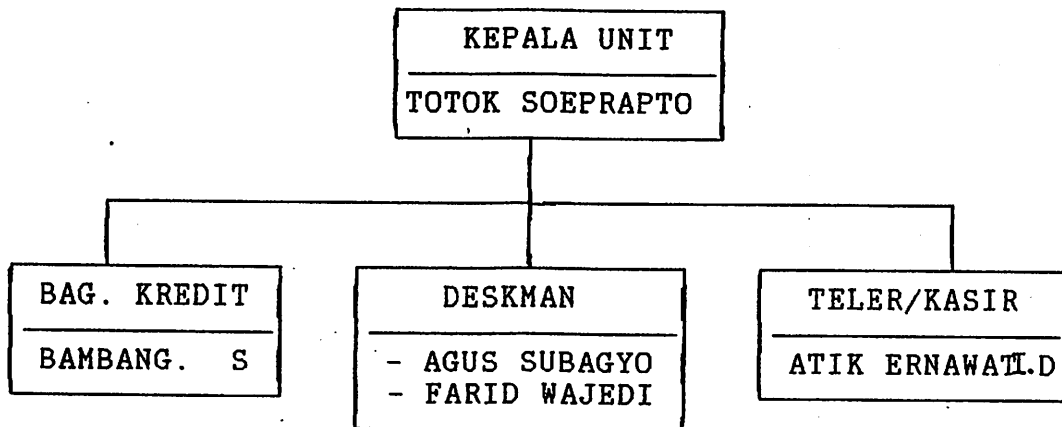 KEPALA UNIT
TOTOK SOEPRAPTO
BAG. KREDIT
BAMBANG. S
DESKMAN
- AGUS SUBAGYO
- FARID WAJEDI
TELER/KASIR
ATIK ERNAWATI.D